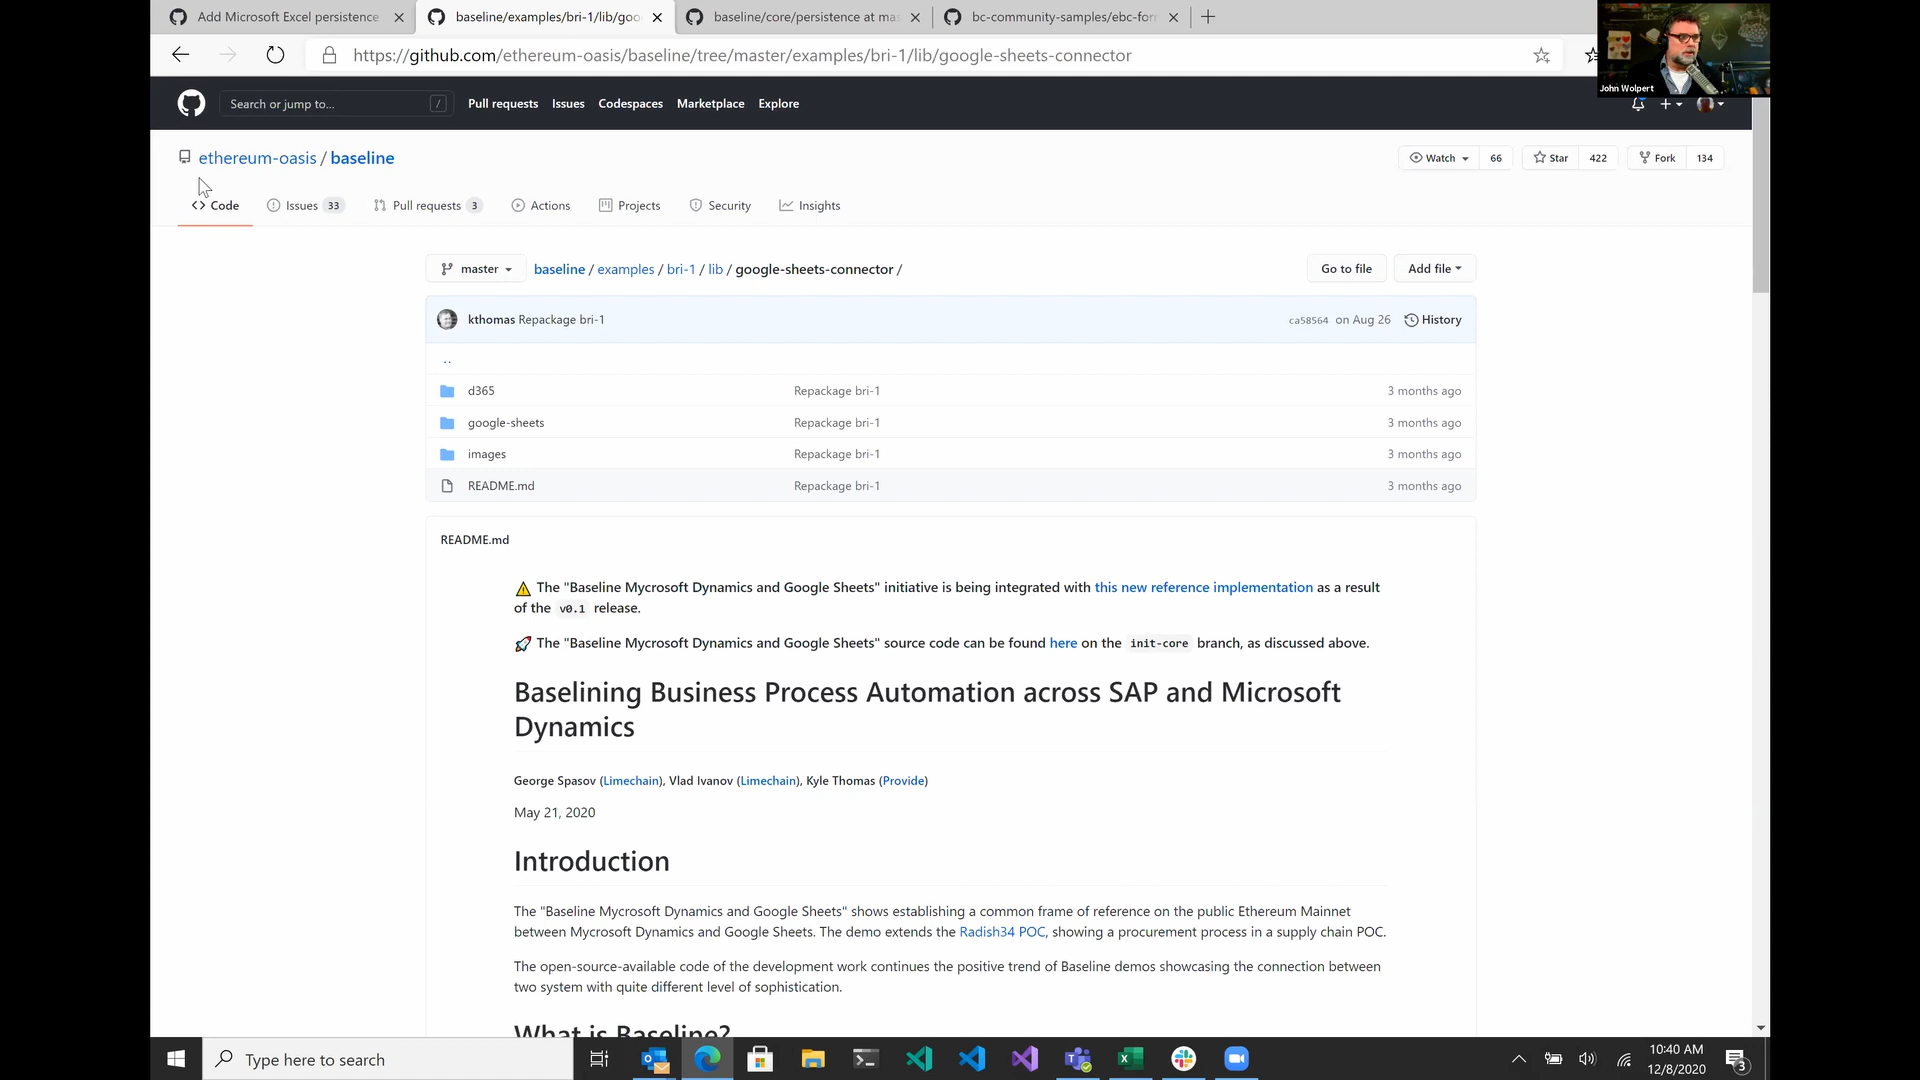 Add Microsoft Excel persistence
baseline/examples/bri-1/lib/goo
baseline/core/persistence at mas
bc-community-samples/ebc-for
https://github.com/ethereum-oasis/baseline/tree/master/examples/bri-1/lib/google-sheets-connector
John Wolpert
Search or jump to...
/
Pull requests
Issues
Codespaces
Marketplace
Explore
ethereum-oasis / baseline
Watch
66
Star
422
Fork
134
Code
Issues 33
Pull requests 3
Actions
Projects
Security
Insights
master
baseline / examples / bri-1 / lib / google-sheets-connector /
Go to file
Add file
kthomas Repackage bri-1
ca58564 on Aug 26
History
..
d365 Repackage bri-1 3 months ago
google-sheets Repackage bri-1 3 months ago
images Repackage bri-1 3 months ago
README.md Repackage bri-1 3 months ago
README.md
The "Baseline Mycrosoft Dynamics and Google Sheets" initiative is being integrated with this new reference implementation as a result
of the v0.1 release.
The "Baseline Mycrosoft Dynamics and Google Sheets" source code can be found here on the init-core branch, as discussed above.
Baselining Business Process Automation across SAP and Microsoft
Dynamics
George Spasov (Limechain), Vlad Ivanov (Limechain), Kyle Thomas (Provide)
May 21, 2020
Introduction
The "Baseline Mycrosoft Dynamics and Google Sheets" shows establishing a common frame of reference on the public Ethereum Mainnet
between Mycrosoft Dynamics and Google Sheets. The demo extends the Radish34 POC, showing a procurement process in a supply chain POC.
The open-source-available code of the development work continues the positive trend of Baseline demos showcasing the connection between
two system with quite different level of sophistication.
What is Baseline?
Type here to search
10:40 AM
12/8/2020
3